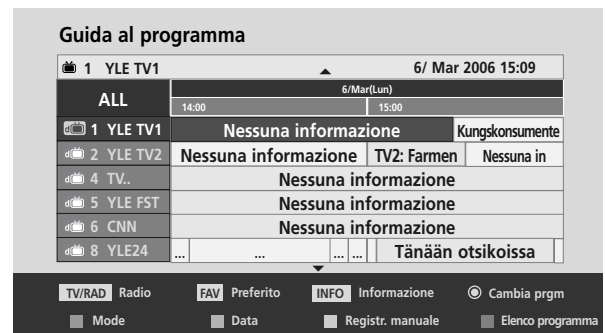 Guida al programma
1 YLE TV1 6/ Mar 2006 15:09
ALL 6/Mar(Lun)
14:00 15:00
d 1 YLE TV1 Nessuna informazione Kungskonsumente
d 2 YLE TV2 Nessuna informazione TV2: Farmen Nessuna in
d 4 TV.. Nessuna informazione
d 5 YLE FST Nessuna informazione
d 6 CNN Nessuna informazione
d 8 YLE24 ... ... ... ... Tänään otsikoissa
TV/RAD Radio FAV Preferito INFO Informazione Cambia prgm
Mode Data Registr. manuale Elenco programma